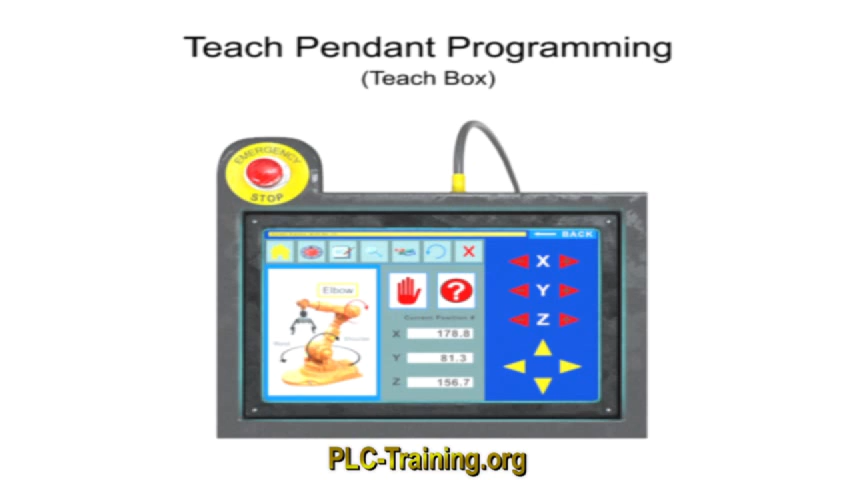 Teach Pendant Programming
(Teach Box)
EMERGENCY
STOP
BACK
Elbow
Shoulder
Current Position #
X 178.8
Y 81.3
Z 156.7
X
Y
Z
PLC-Training.org